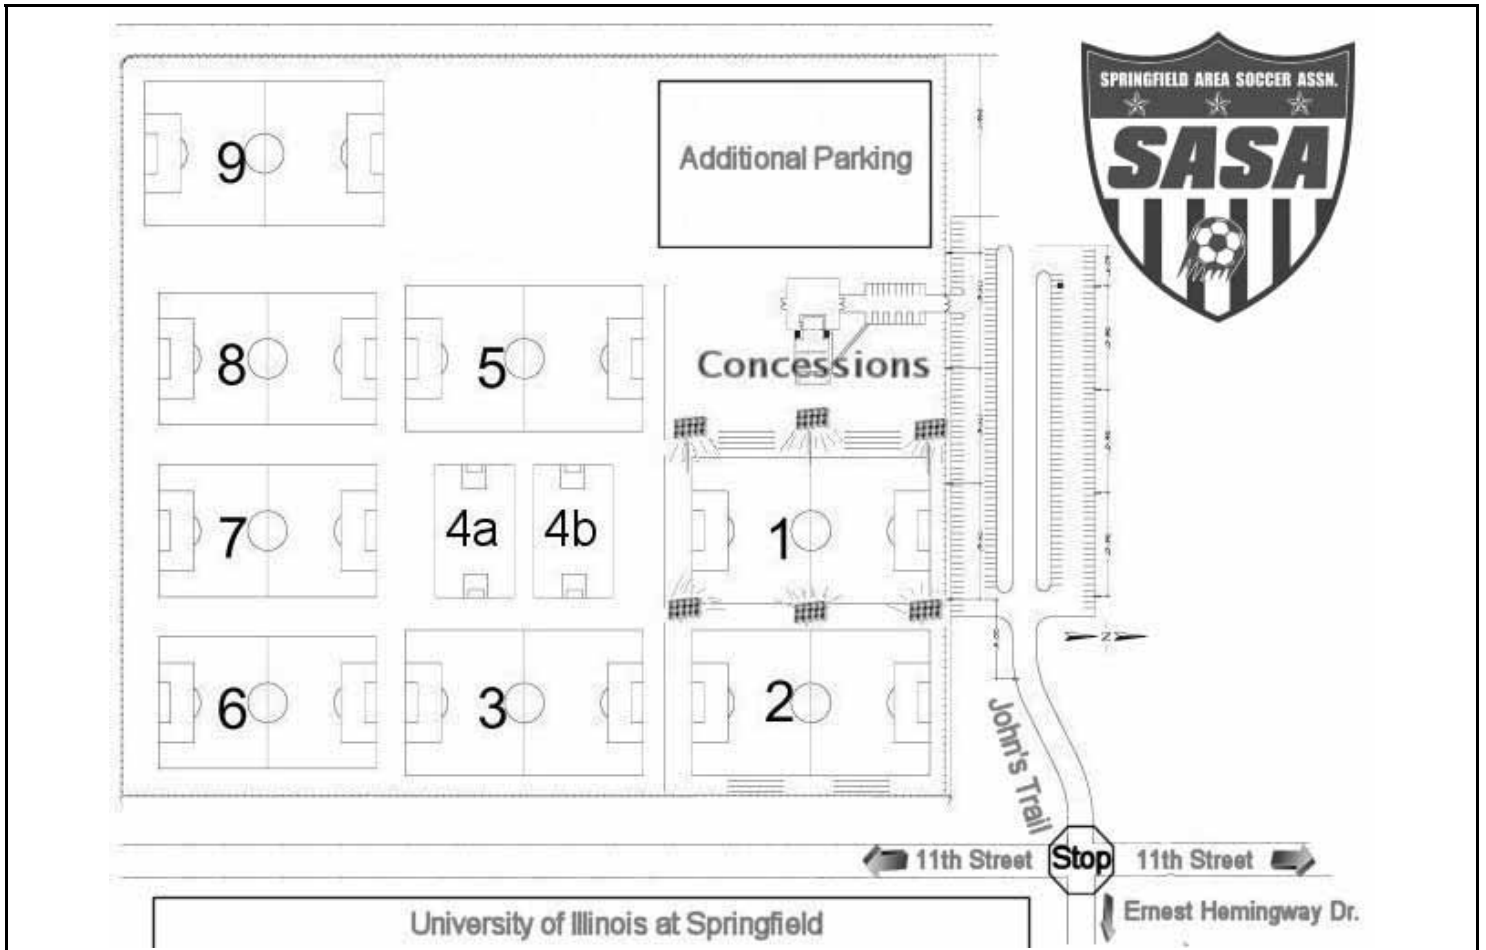 SPRINGFIELD AREA SOCCER ASSN.
SASA
9
Additional Parking
8
5
Concessions
7
4a
4b
1
6
3
2
N
John's Trail
11th Street
Stop
11th Street
University of Illinois at Springfield
Ernest Hemingway Dr.